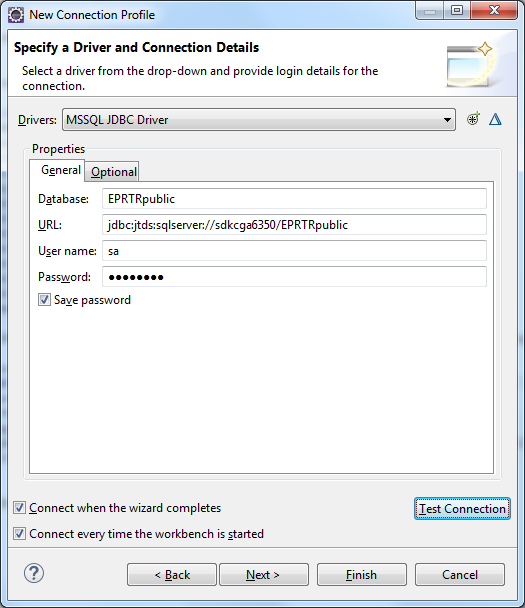 New Connection Profile
Specify a Driver and Connection Details
Select a driver from the drop-down and provide login details for the
connection.
Drivers: MSSQL JDBC Driver
Properties
General Optional
Database: EPRTRpublic
URL: jdbc:jtds:sqlserver://sdkcga6350/EPRTRpublic
User name: sa
Password: ●●●●●●●●
Save password
Connect when the wizard completes
Test Connection
Connect every time the workbench is started
? < Back Next > Finish Cancel